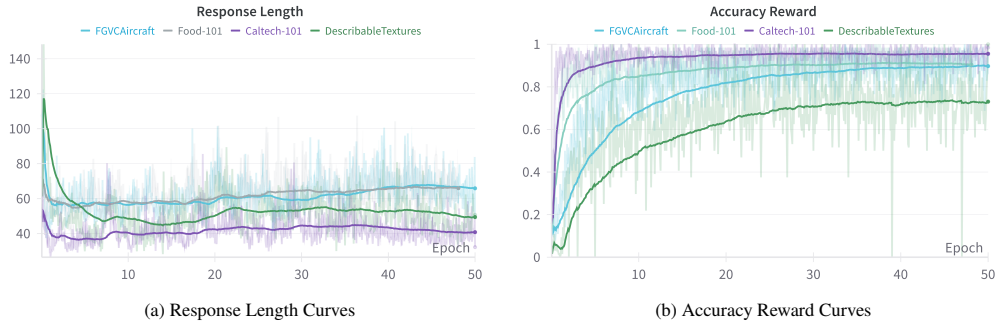 Response Length
FGVCAircraft Food-101 Caltech-101 DescribableTextures
140
120
100
80
60
40
Epoch
10 20 30 40 50
(a) Response Length Curves
Accuracy Reward
FGVCAircraft Food-101 Caltech-101 DescribableTextures
1
0.8
0.6
0.4
0.2
0
Epoch
10 20 30 40 50
(b) Accuracy Reward Curves